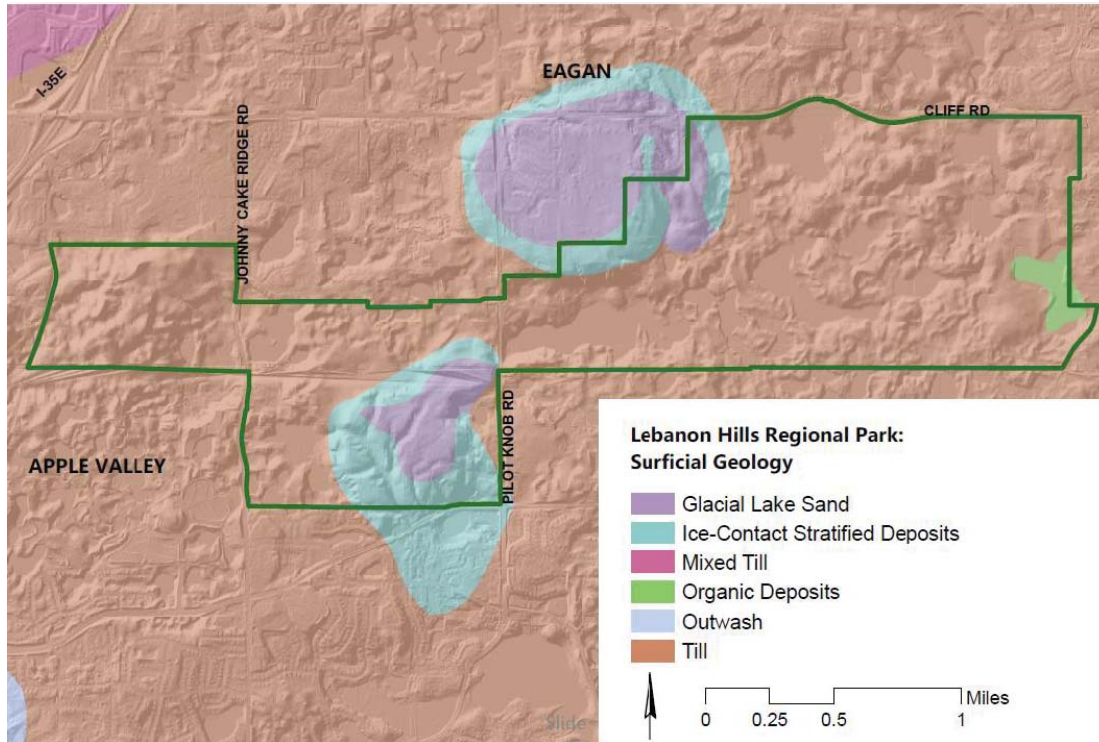 EAGAN
I-35E
CLIFF RD
JOHNNY CAKE RIDGE RD
APPLE VALLEY
PILOT KNOB RD
Lebanon Hills Regional Park:
Surficial Geology
Glacial Lake Sand
Ice-Contact Stratified Deposits
Mixed Till
Organic Deposits
Outwash
Till
Miles
0 0.25 0.5 1
Slide